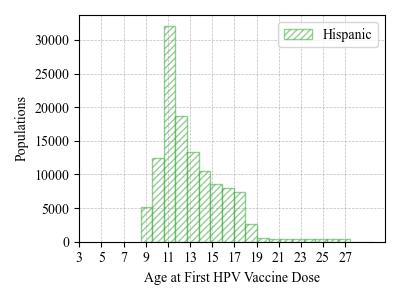 Hispanic
30000
25000
20000
15000
10000
5000
0
Populations
3 5 7 9 11 13 15 17 19 21 23 25 27
Age at First HPV Vaccine Dose